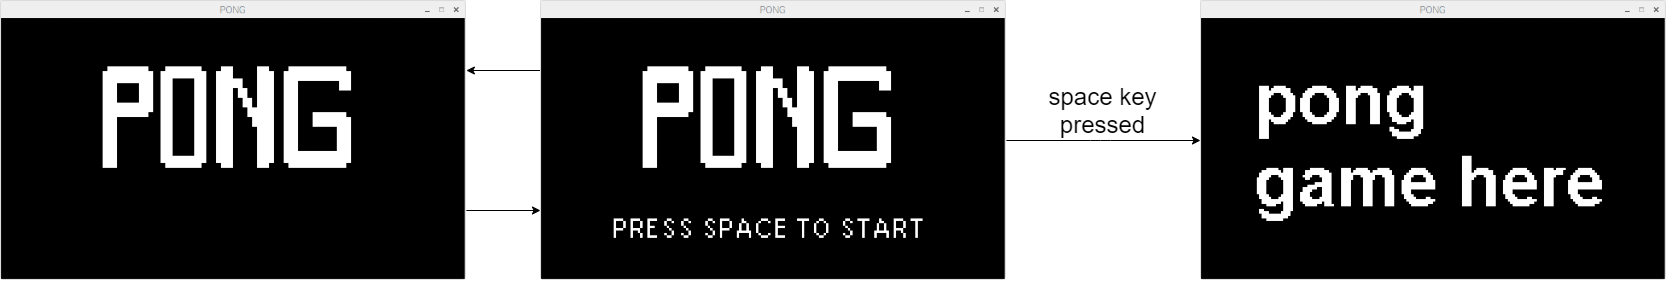 PONG
PONG
PONG
PONG
PONG
PRESS SPACE TO START
space key
pressed
pong
game here